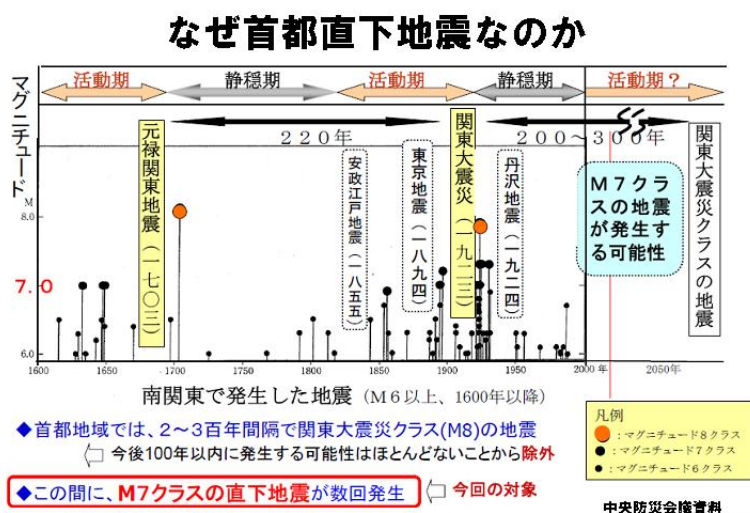 なぜ首都直下地震なのか
活動期
静穏期
活動期
静穏期
活動期？
マグニチュード
M
220年
200～300年
元禄関東地震（一七〇三）
安政江戸地震（一八五五）
東京地震（一八九四）
関東大震災（一九二三）
丹沢地震（一九二四）
M7クラ
スの地震
が発生す
る可能性
関東大震災クラスの地震
8.0
7.0
6.0
1600
1650
1700
1750
1800
1850
1900
1950
2000年
2050年
南関東で発生した地震（M6以上、1600年以降）
◆首都地域では、2～3百年間隔で関東大震災クラス(M8)の地震
今後100年以内に発生する可能性はほとんどないことから除外
◆この間に、M7クラスの直下地震が数回発生
今回の対象
凡例
：マグニチュード8クラス
：マグニチュード7クラス
：マグニチュード6クラス
中央防災会議資料